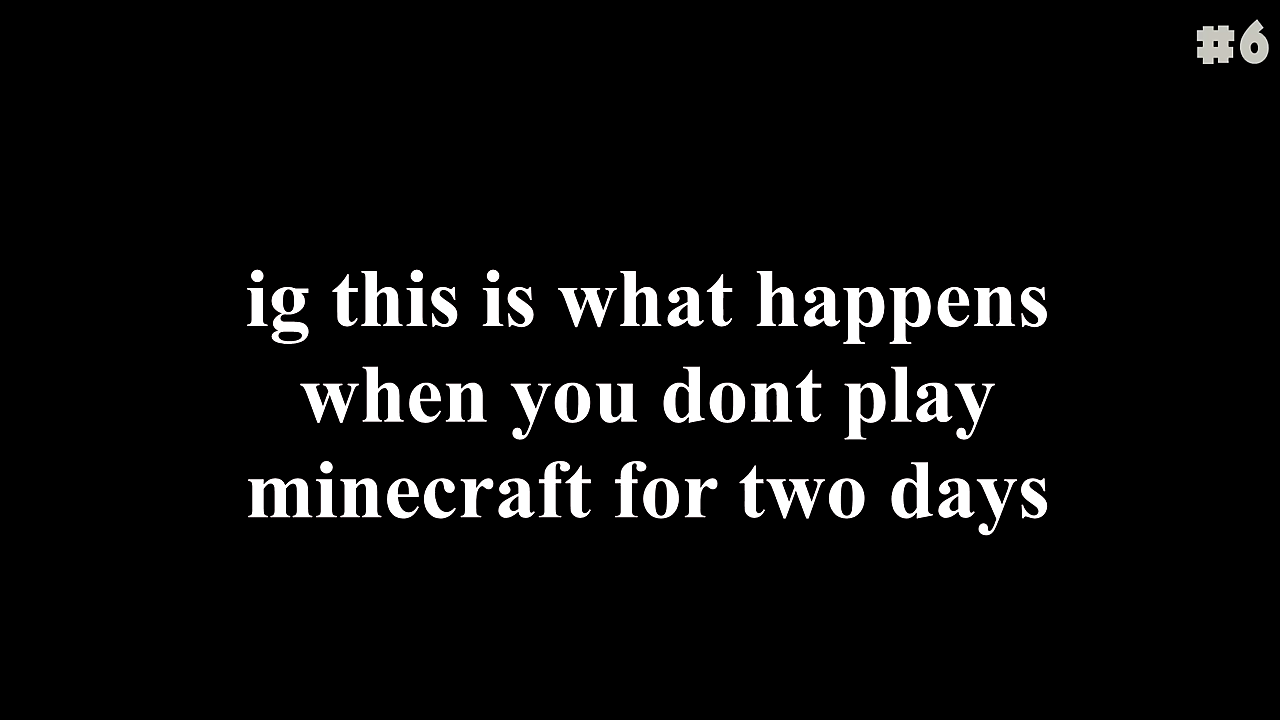 #6
ig this is what happens
when you dont play
minecraft for two days